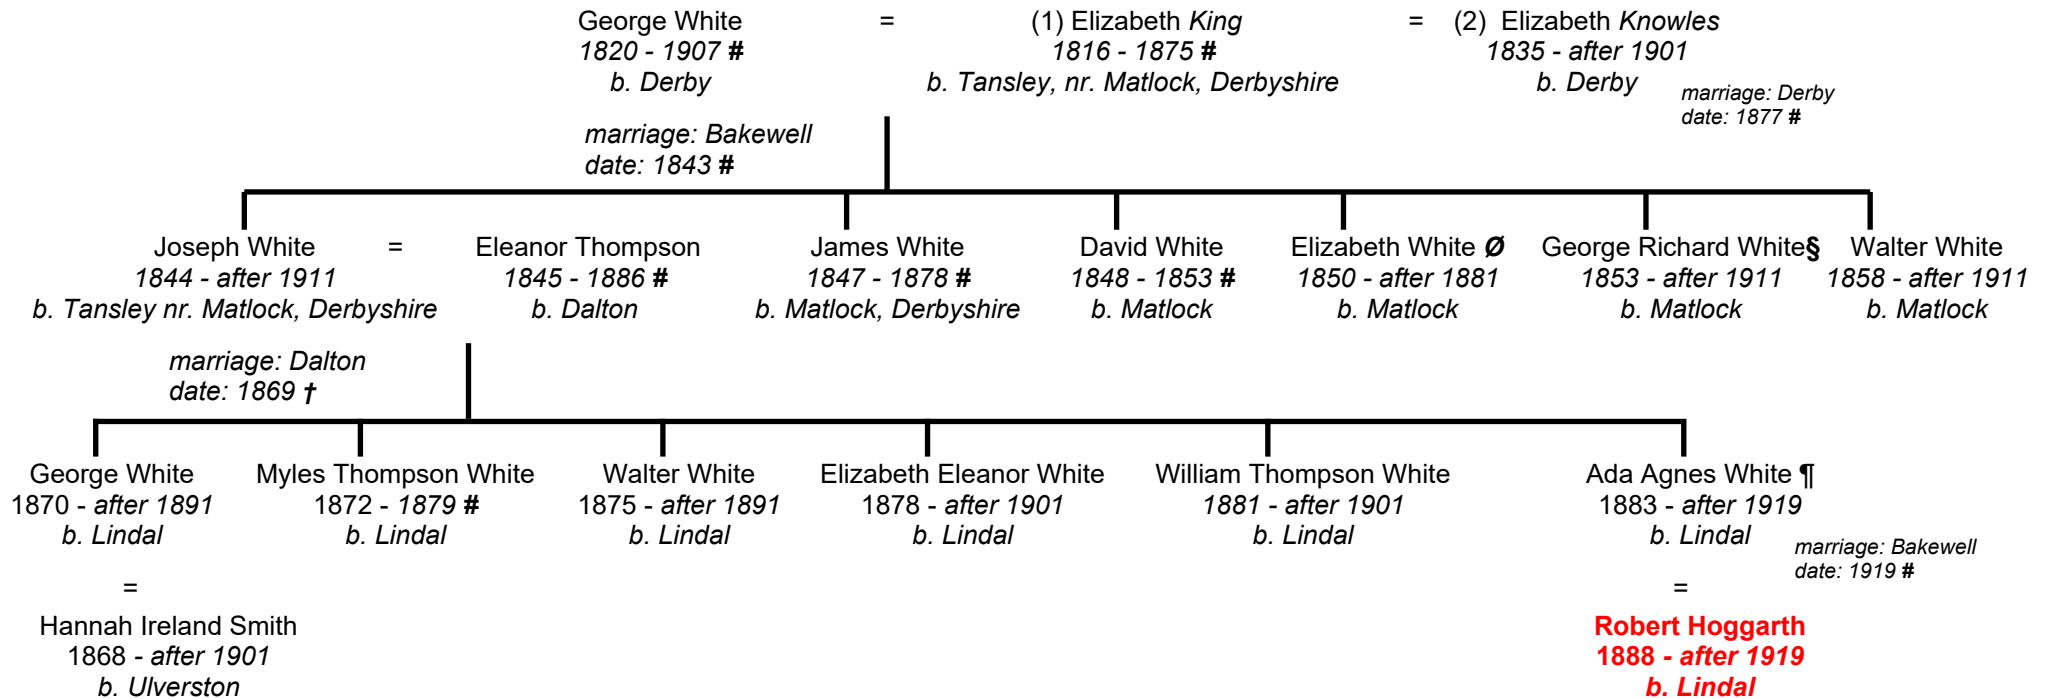 George White = (1) Elizabeth King = (2) Elizabeth Knowles
1820 - 1907 # 1816 - 1875 # 1835 - after 1901
b. Derby b. Tansley, nr. Matlock, Derbyshire b. Derby
marriage: Derby
date: 1877 #
marriage: Bakewell
date: 1843 #
Joseph White = Eleanor Thompson James White David White Elizabeth White Ø George Richard White§ Walter White
1844 - after 1911 1845 - 1886 # 1847 - 1878 # 1848 - 1853 # 1850 - after 1881 1853 - after 1911 1858 - after 1911
b. Tansley nr. Matlock, Derbyshire b. Dalton b. Matlock, Derbyshire b. Matlock b. Matlock b. Matlock b. Matlock
marriage: Dalton
date: 1869 †
George White Myles Thompson White Walter White Elizabeth Eleanor White William Thompson White Ada Agnes White ¶
1870 - after 1891 1872 - 1879 # 1875 - after 1891 1878 - after 1901 1881 - after 1901 1883 - after 1919
b. Lindal b. Lindal b. Lindal b. Lindal b. Lindal b. Lindal
marriage: Bakewell
date: 1919 #
= =
Hannah Ireland Smith Robert Hoggarth
1868 - after 1901 1888 - after 1919
b. Ulverston b. Lindal